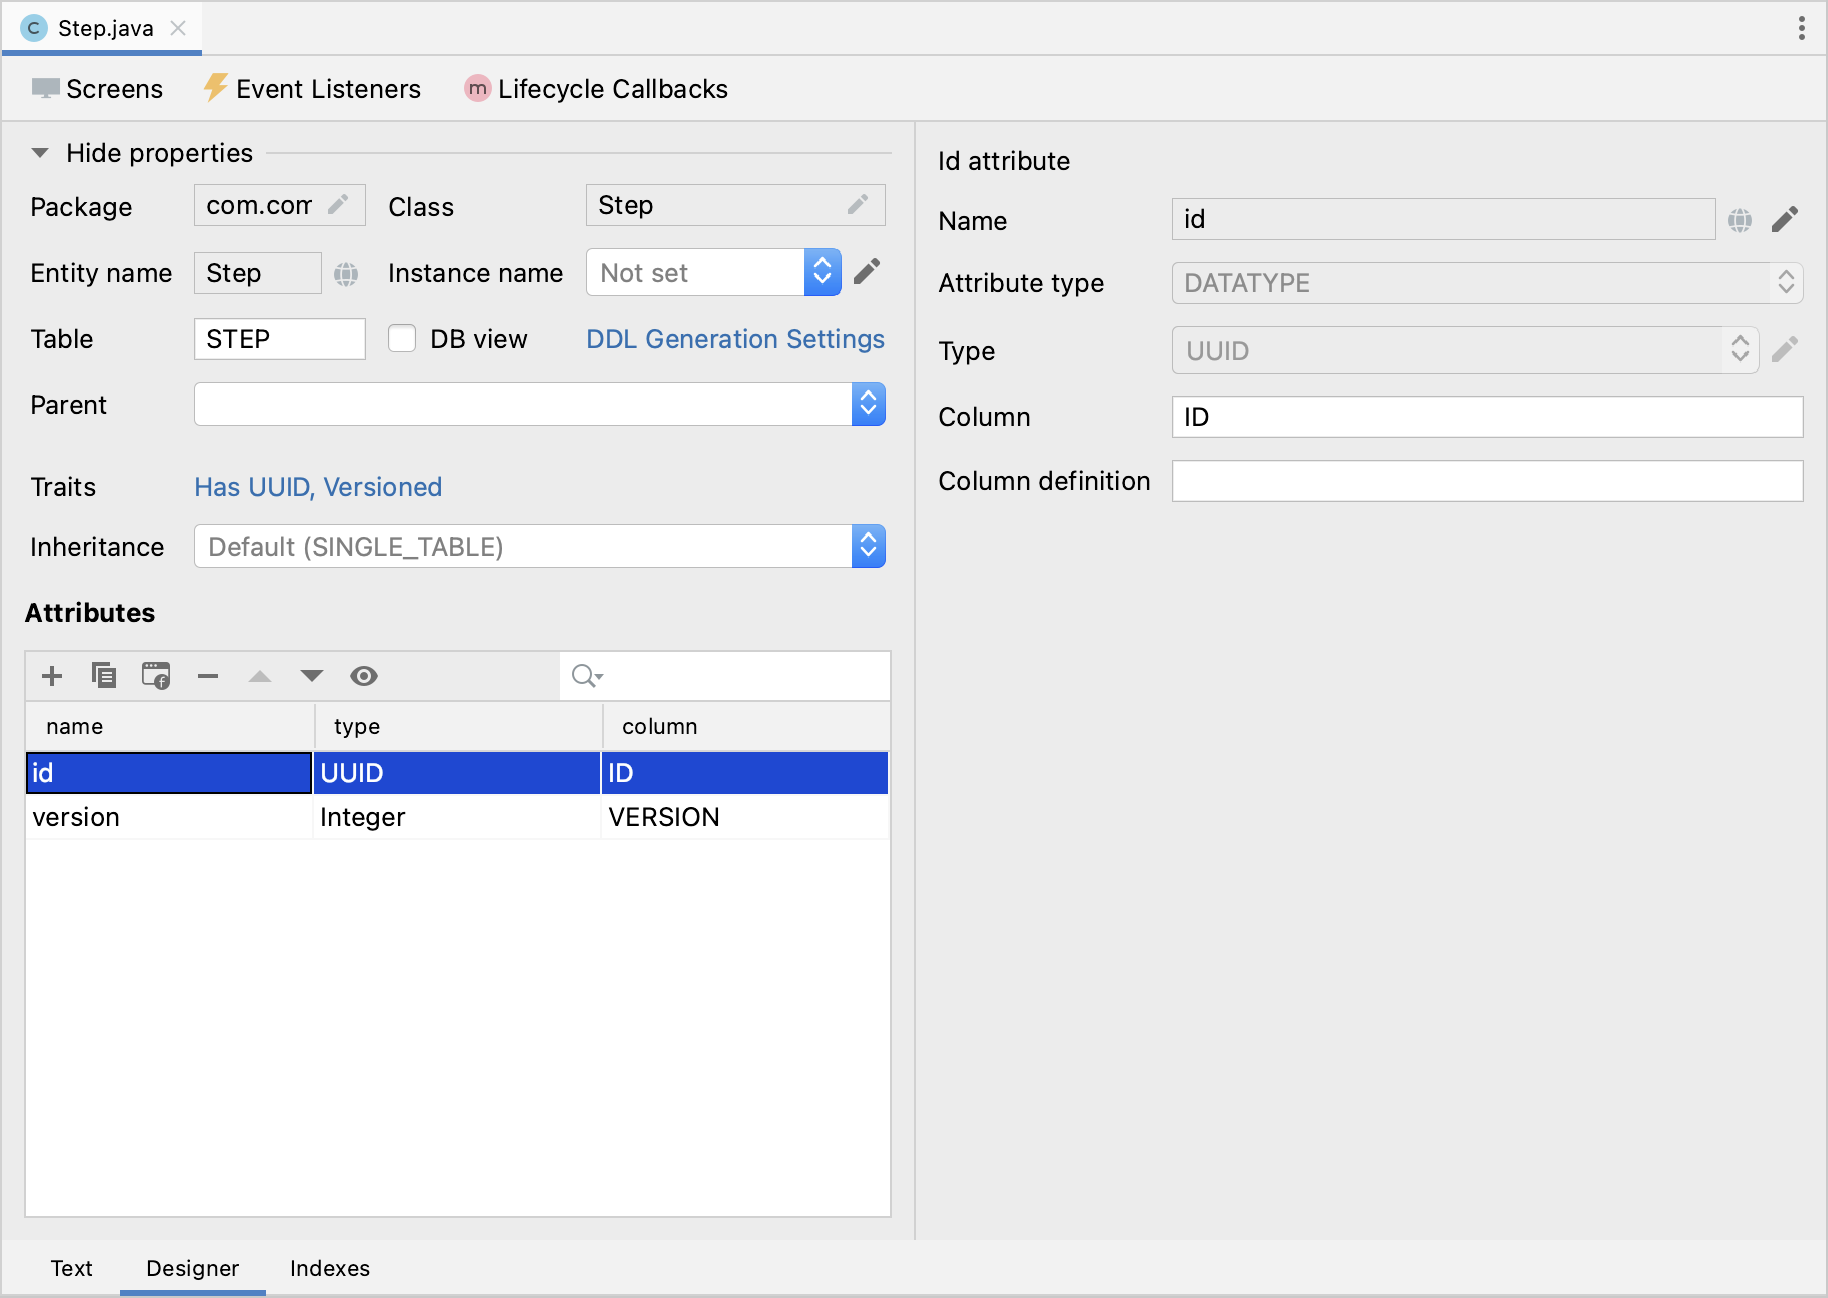 Step.java
Screens Event Listeners Lifecycle Callbacks
Hide properties
Package com.com Class Step
Entity name Step Instance name Not set
Table STEP DB view DDL Generation Settings
Parent
Traits Has UUID, Versioned
Inheritance Default (SINGLE_TABLE)
Attributes
name type column
id UUID ID
version Integer VERSION
Id attribute
Name id
Attribute type DATATYPE
Type UUID
Column ID
Column definition
Text Designer Indexes